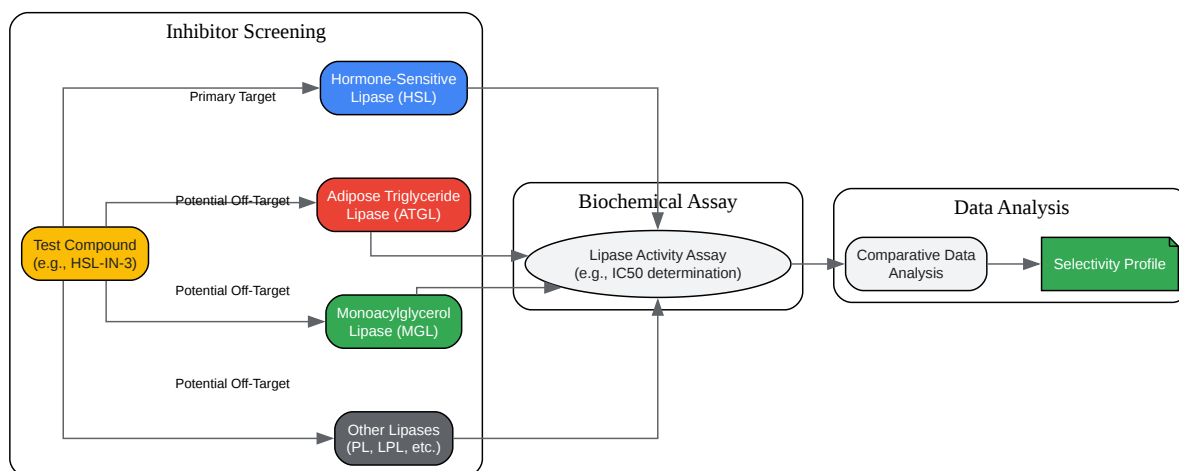 Inhibitor Screening
Hormone-Sensitive
Lipase (HSL)
Primary Target
Adipose Triglyceride
Lipase (ATGL)
Potential Off-Target
Biochemical Assay
Data Analysis
Test Compound
(e.g., HSL-IN-3)
Lipase Activity Assay
(e.g., IC50 determination)
Comparative Data
Analysis
Selectivity Profile
Potential Off-Target
Monoacylglycerol
Lipase (MGL)
Potential Off-Target
Other Lipases
(PL, LPL, etc.)